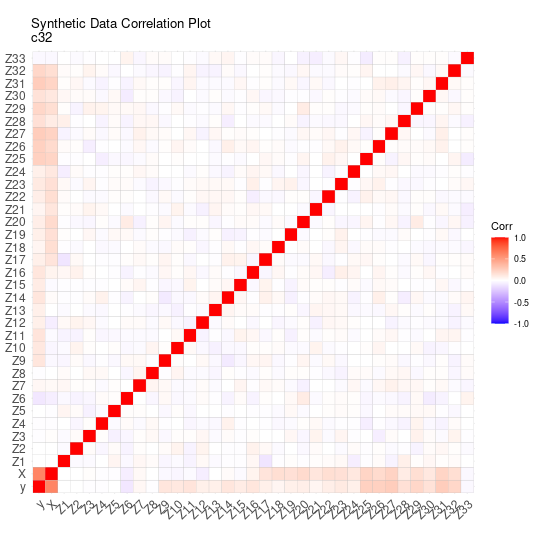 Synthetic Data Correlation Plot
c32
Z33
Z32
Z31
Z30
Z29
Z28
Z27
Z26
Z25
Z24
Z23
Z22
Z21
Z20
Z19
Z18
Z17
Z16
Z15
Z14
Z13
Z12
Z11
Z10
Z9
Z8
Z7
Z6
Z5
Z4
Z3
Z2
Z1
X
y
y X Z1 Z2 Z3 Z4 Z5 Z6 Z7 Z8 Z9 Z10 Z11 Z12 Z13 Z14 Z15 Z16 Z17 Z18 Z19 Z20 Z21 Z22 Z23 Z24 Z25 Z26 Z27 Z28 Z29 Z30 Z31 Z32 Z33
Corr
1.0
0.5
0.0
-0.5
-1.0